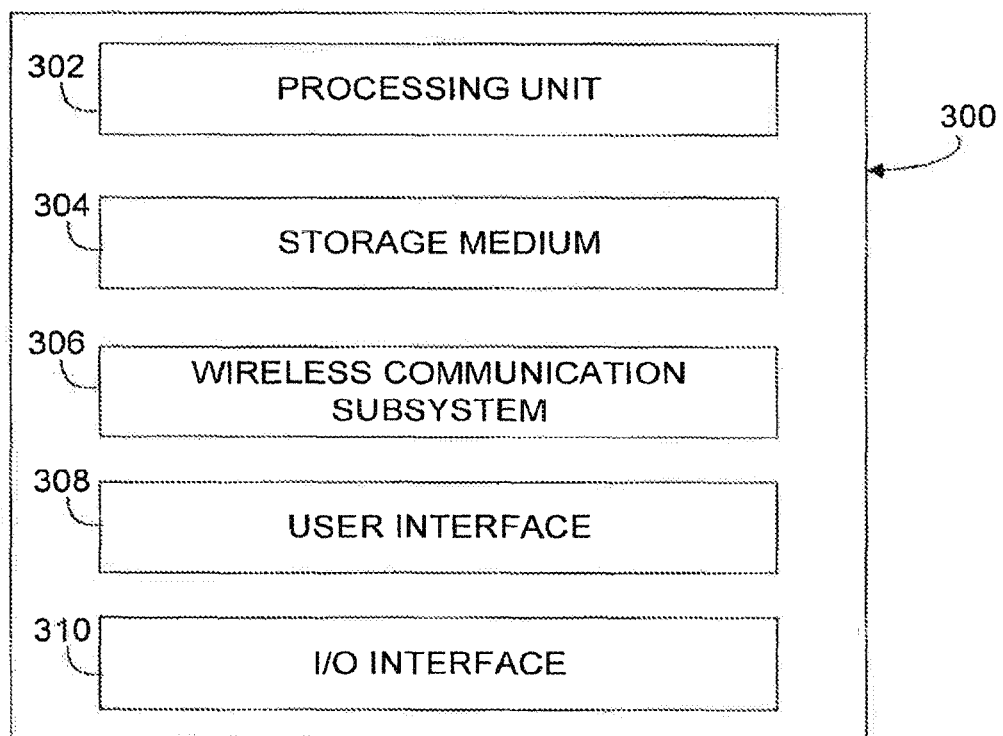 302
PROCESSING UNIT
300
304
STORAGE MEDIUM
306
WIRELESS COMMUNICATION
SUBSYSTEM
308
USER INTERFACE
310
I/O INTERFACE